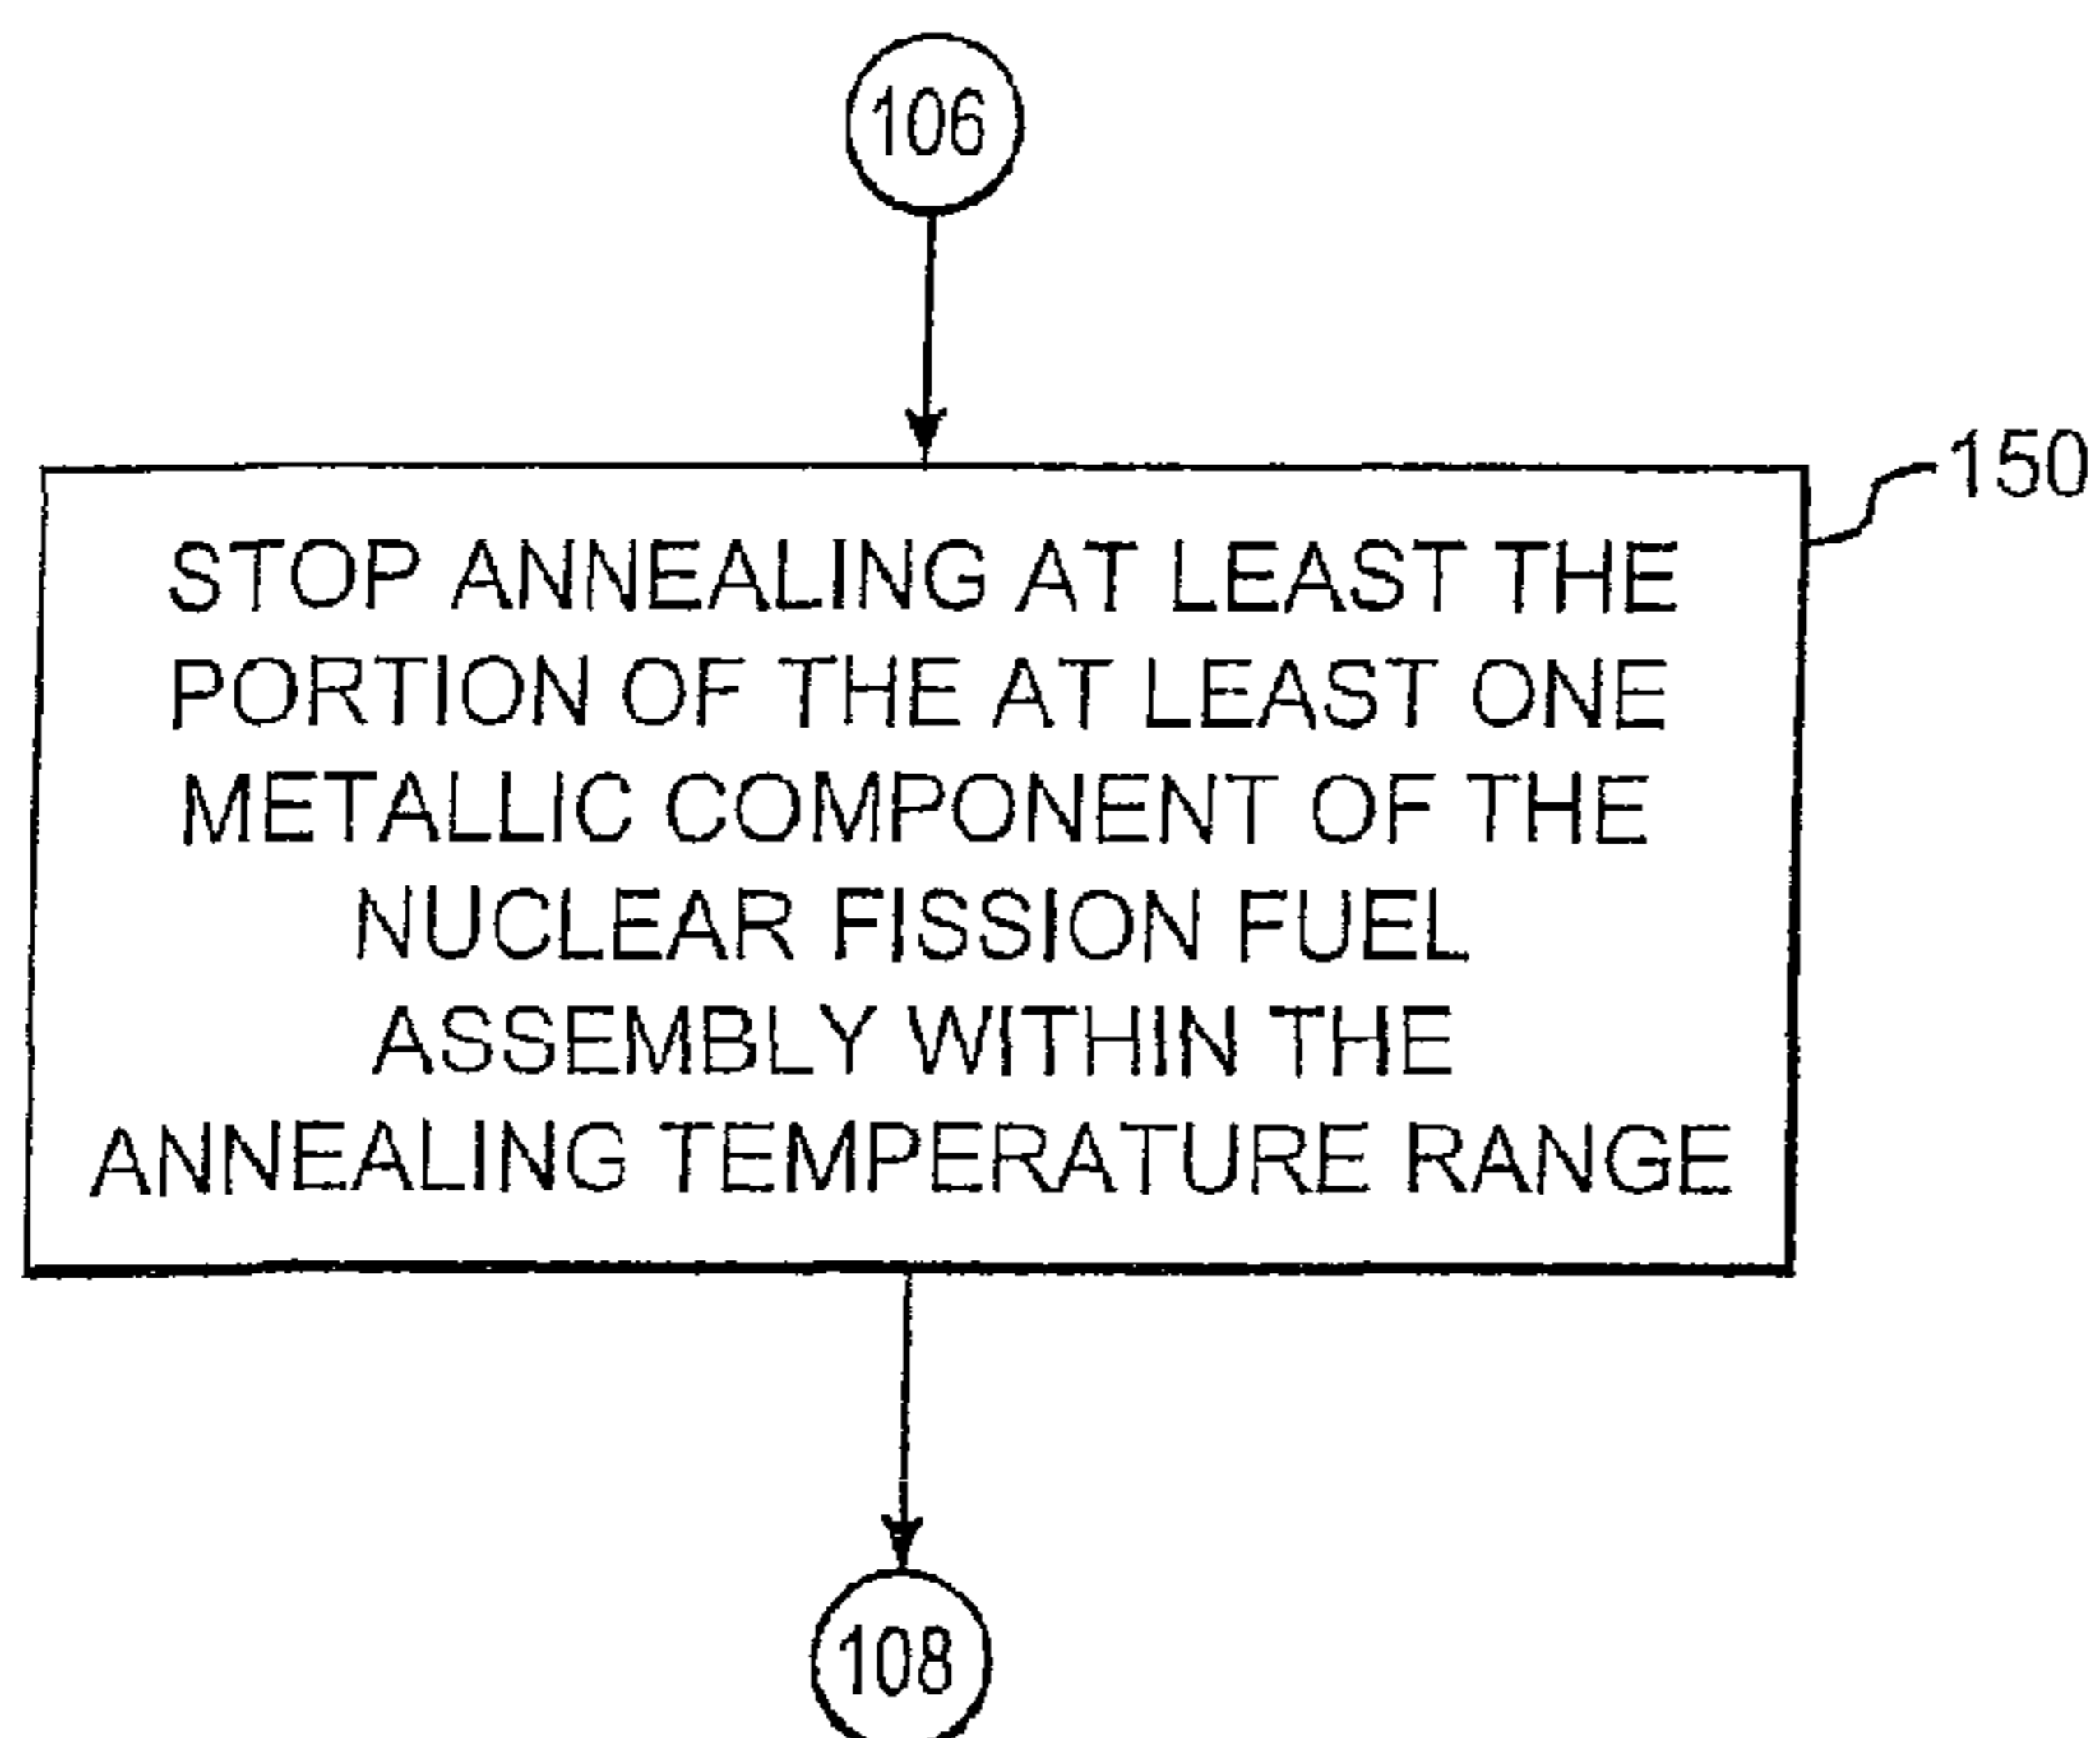 106
150
STOP ANNEALING AT LEAST THE
PORTION OF THE AT LEAST ONE
METALLIC COMPONENT OF THE
NUCLEAR FISSION FUEL
ASSEMBLY WITHIN THE
ANNEALING TEMPERATURE RANGE
108